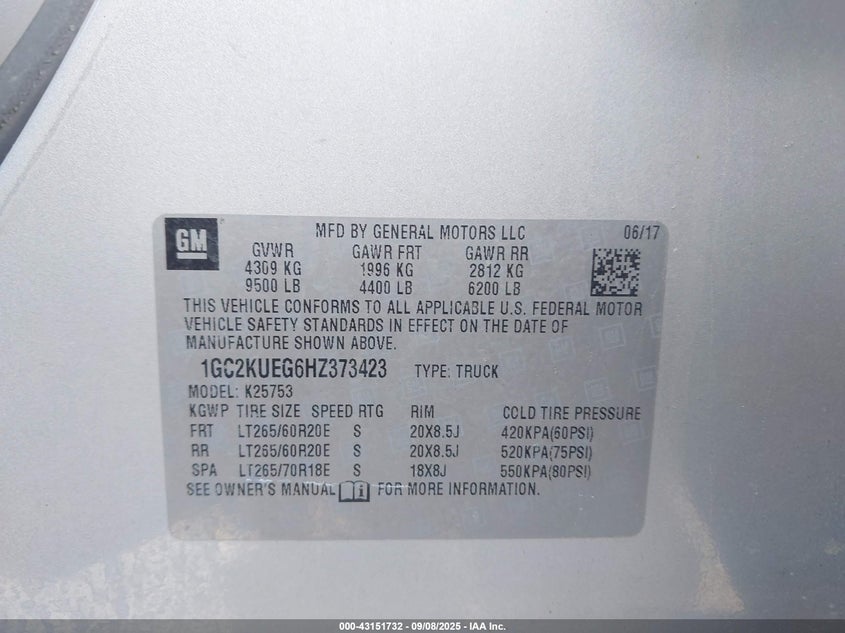 GM
MFD BY GENERAL MOTORS LLC 06/17
GVWR GAWR FRT GAWR RR
4309 KG 1996 KG 2812 KG
9500 LB 4400 LB 6200 LB
THIS VEHICLE CONFORMS TO ALL APPLICABLE U.S. FEDERAL MOTOR
VEHICLE SAFETY STANDARDS IN EFFECT ON THE DATE OF
MANUFACTURE SHOWN ABOVE.
1GC2KUEG6HZ373423 TYPE: TRUCK
MODEL: K25753
KGWP TIRE SIZE SPEED RTG RIM COLD TIRE PRESSURE
FRT LT265/60R20E S 20X8.5J 420KPA(60PSI)
RR LT265/60R20E S 20X8.5J 520KPA(75PSI)
SPA LT265/70R18E S 18X8J 550KPA(80PSI)
SEE OWNER'S MANUAL FOR MORE INFORMATION.
000-43151732 - 09/08/2025 - IAA Inc.